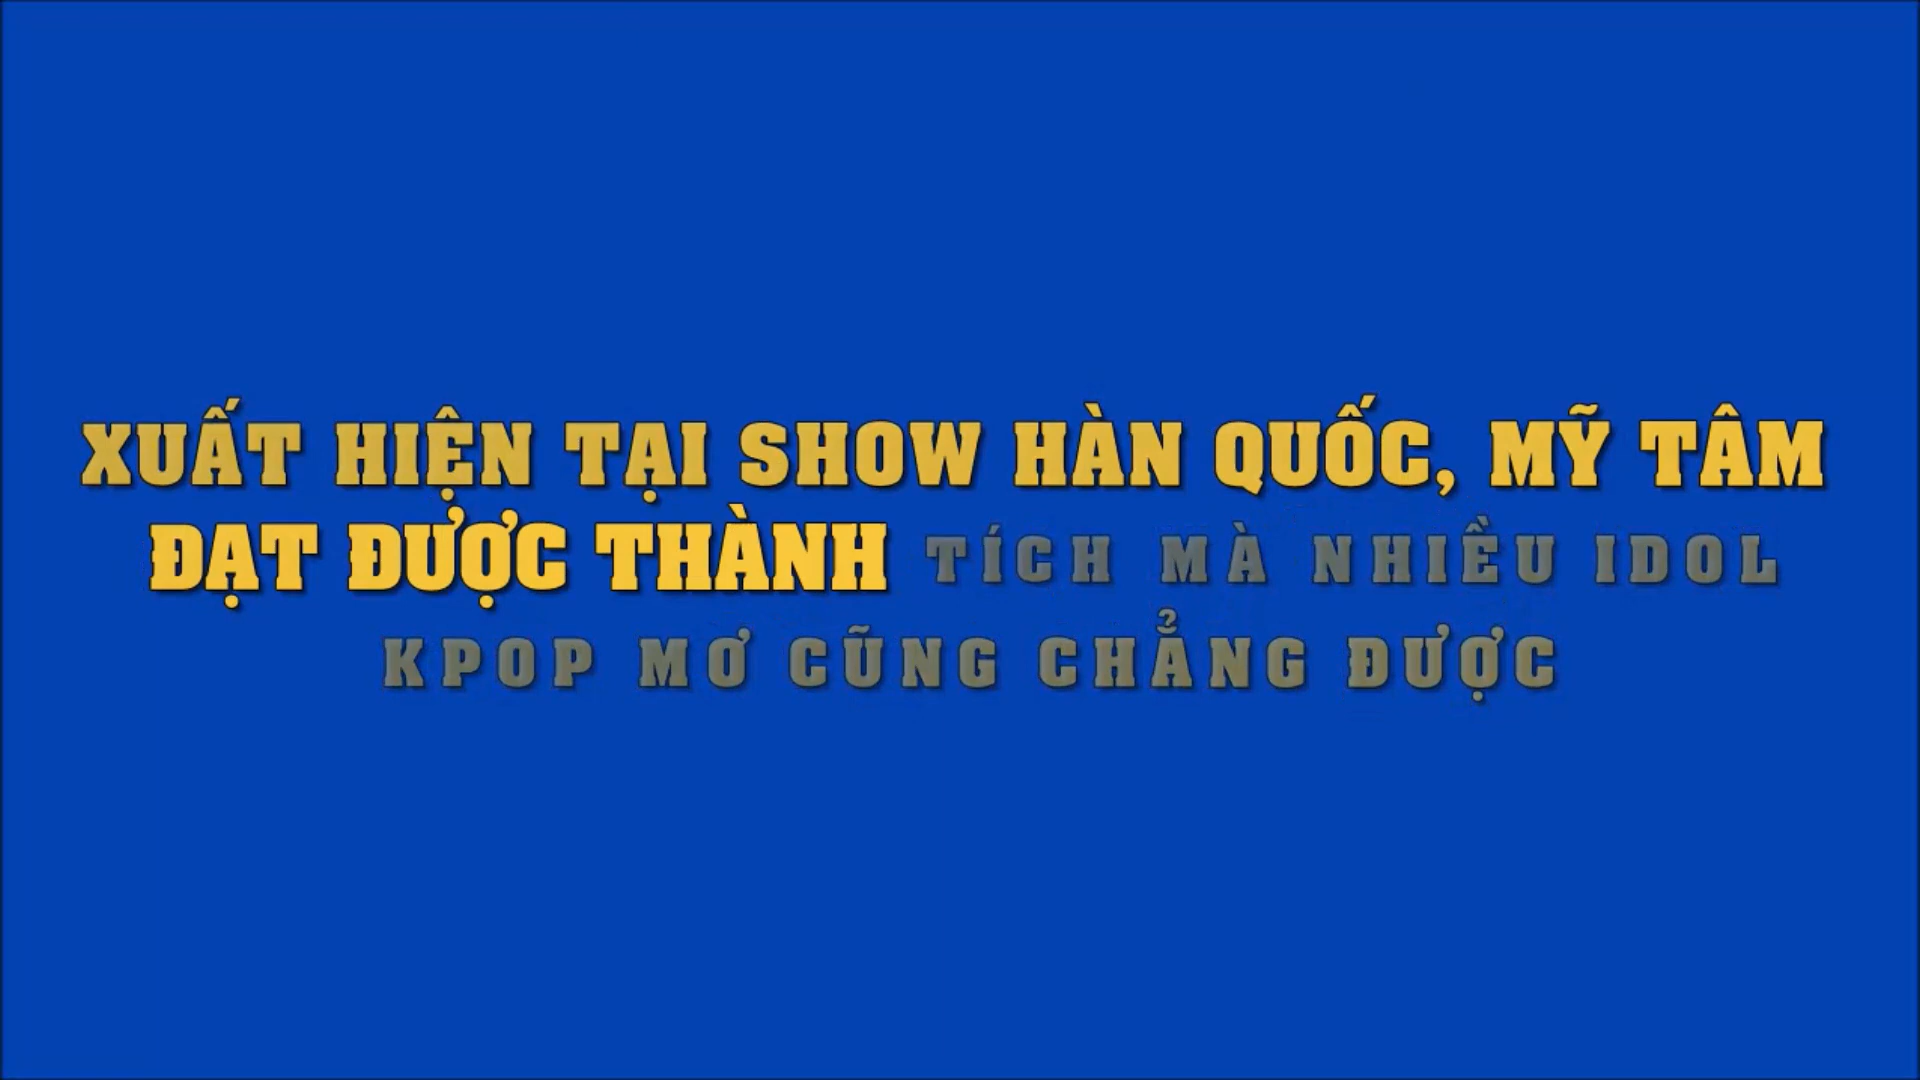 XUẤT HIỆN TẠI SHOW HÀN QUỐC, MỸ TÂM
ĐẠT ĐƯỢC THÀNH TÍCH MÀ NHIỀU IDOL
KPOP MƠ CŨNG CHẲNG ĐƯỢC